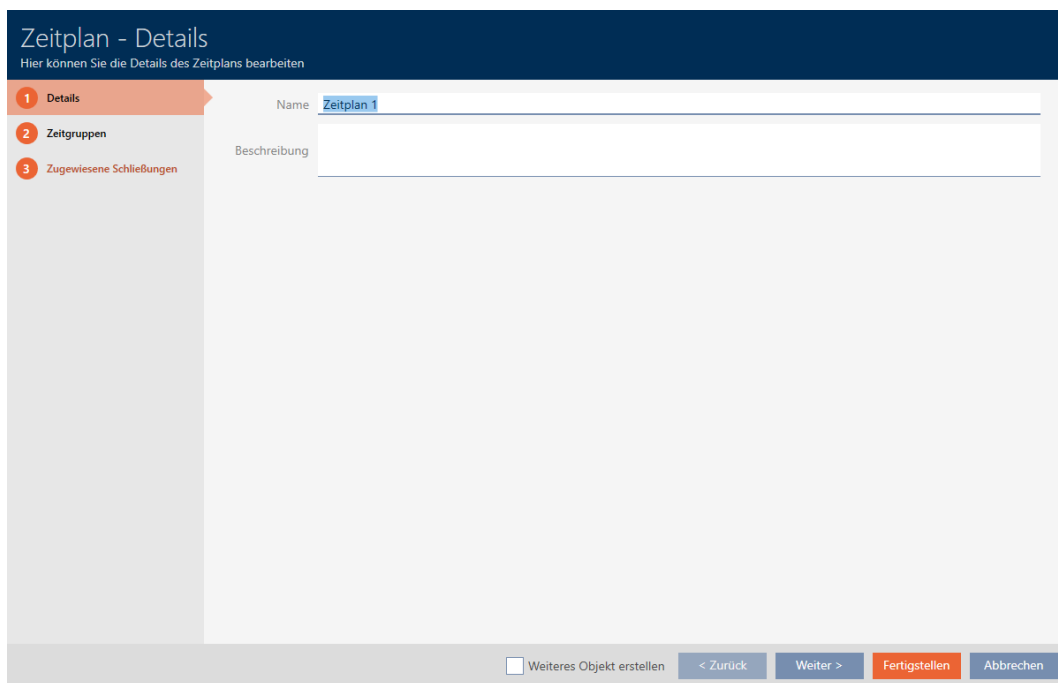 Zeitplan - Details
Hier können Sie die Details des Zeitplans bearbeiten
1 Details
2 Zeitgruppen
3 Zugewiesene Schließungen
Name Zeitplan 1
Beschreibung
Weiteres Objekt erstellen < Zurück Weiter > Fertigstellen Abbrechen